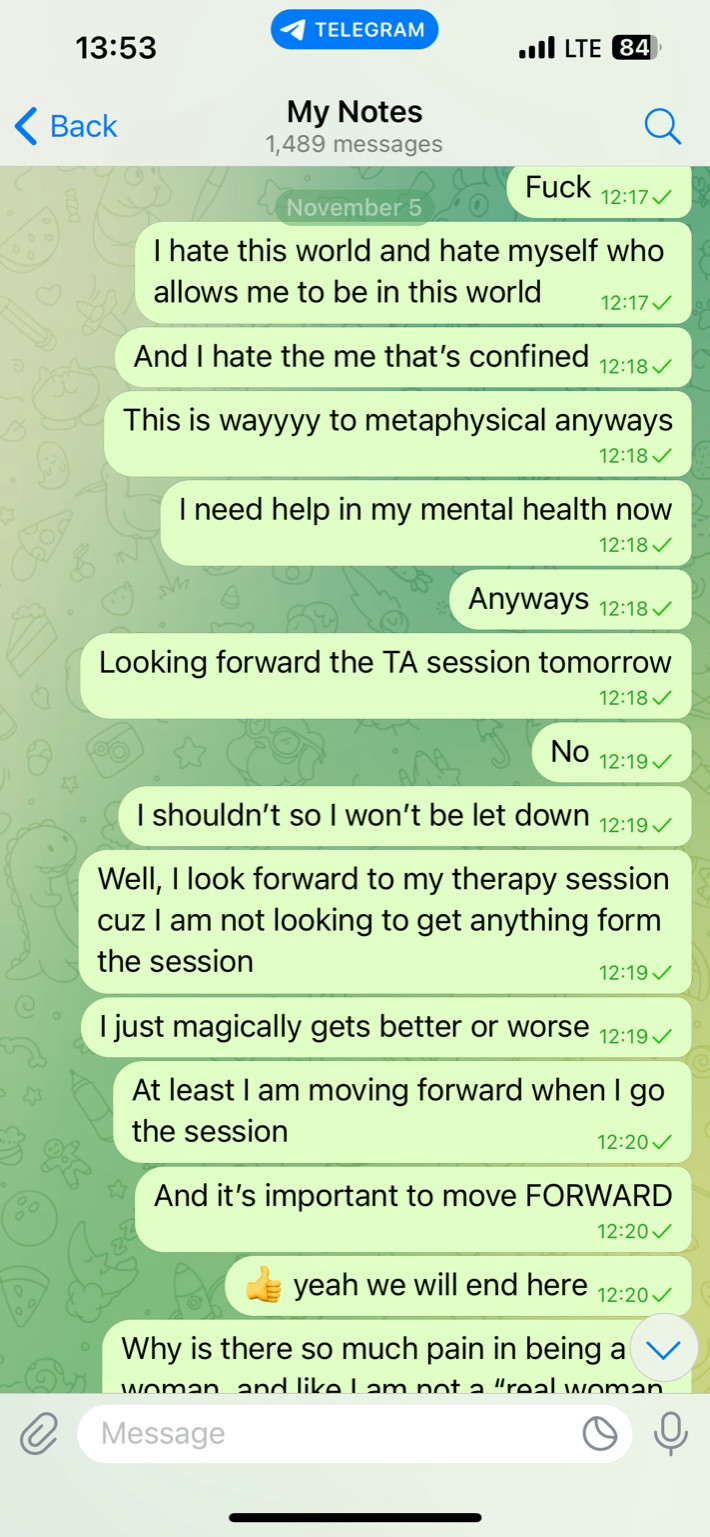 13:53
TELEGRAM
LTE 84
Back
My Notes
1,489 messages
Fuck 12:17
November 5
I hate this world and hate myself who
allows me to be in this world 12:17
And I hate the me that's confined 12:18
This is wayyyy to metaphysical anyways
12:18
I need help in my mental health now
12:18
Anyways 12:18
Looking forward the TA session tomorrow
12:18
No 12:19
I shouldn't so I won't be let down 12:19
Well, I look forward to my therapy session
cuz I am not looking to get anything form
the session 12:19
I just magically gets better or worse 12:19
At least I am moving forward when I go
the session 12:20
And it's important to move FORWARD
12:20
👍 yeah we will end here 12:20
Why is there so much pain in being a
woman, and like I am not a "real woman
Message